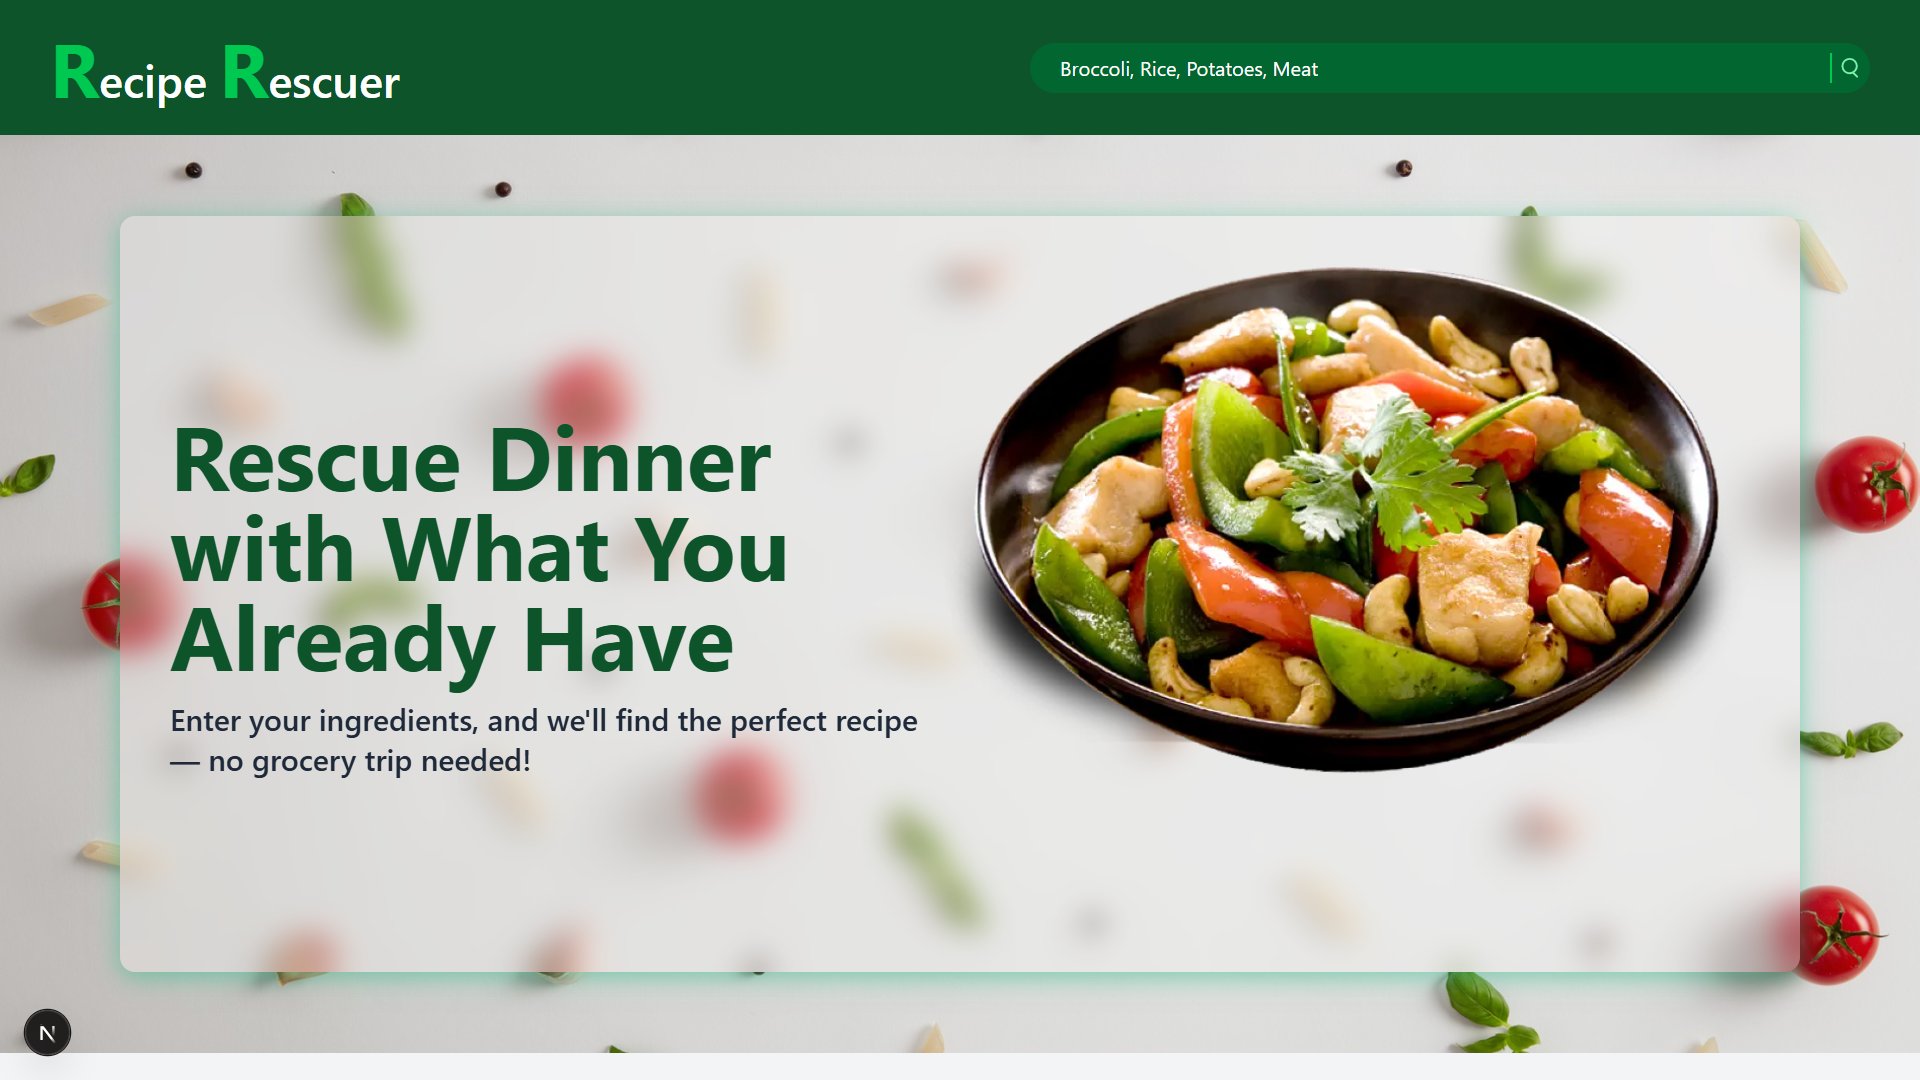 Recipe Rescuer
Broccoli, Rice, Potatoes, Meat
Rescue Dinner
with What You
Already Have
Enter your ingredients, and we'll find the perfect recipe
— no grocery trip needed!
N